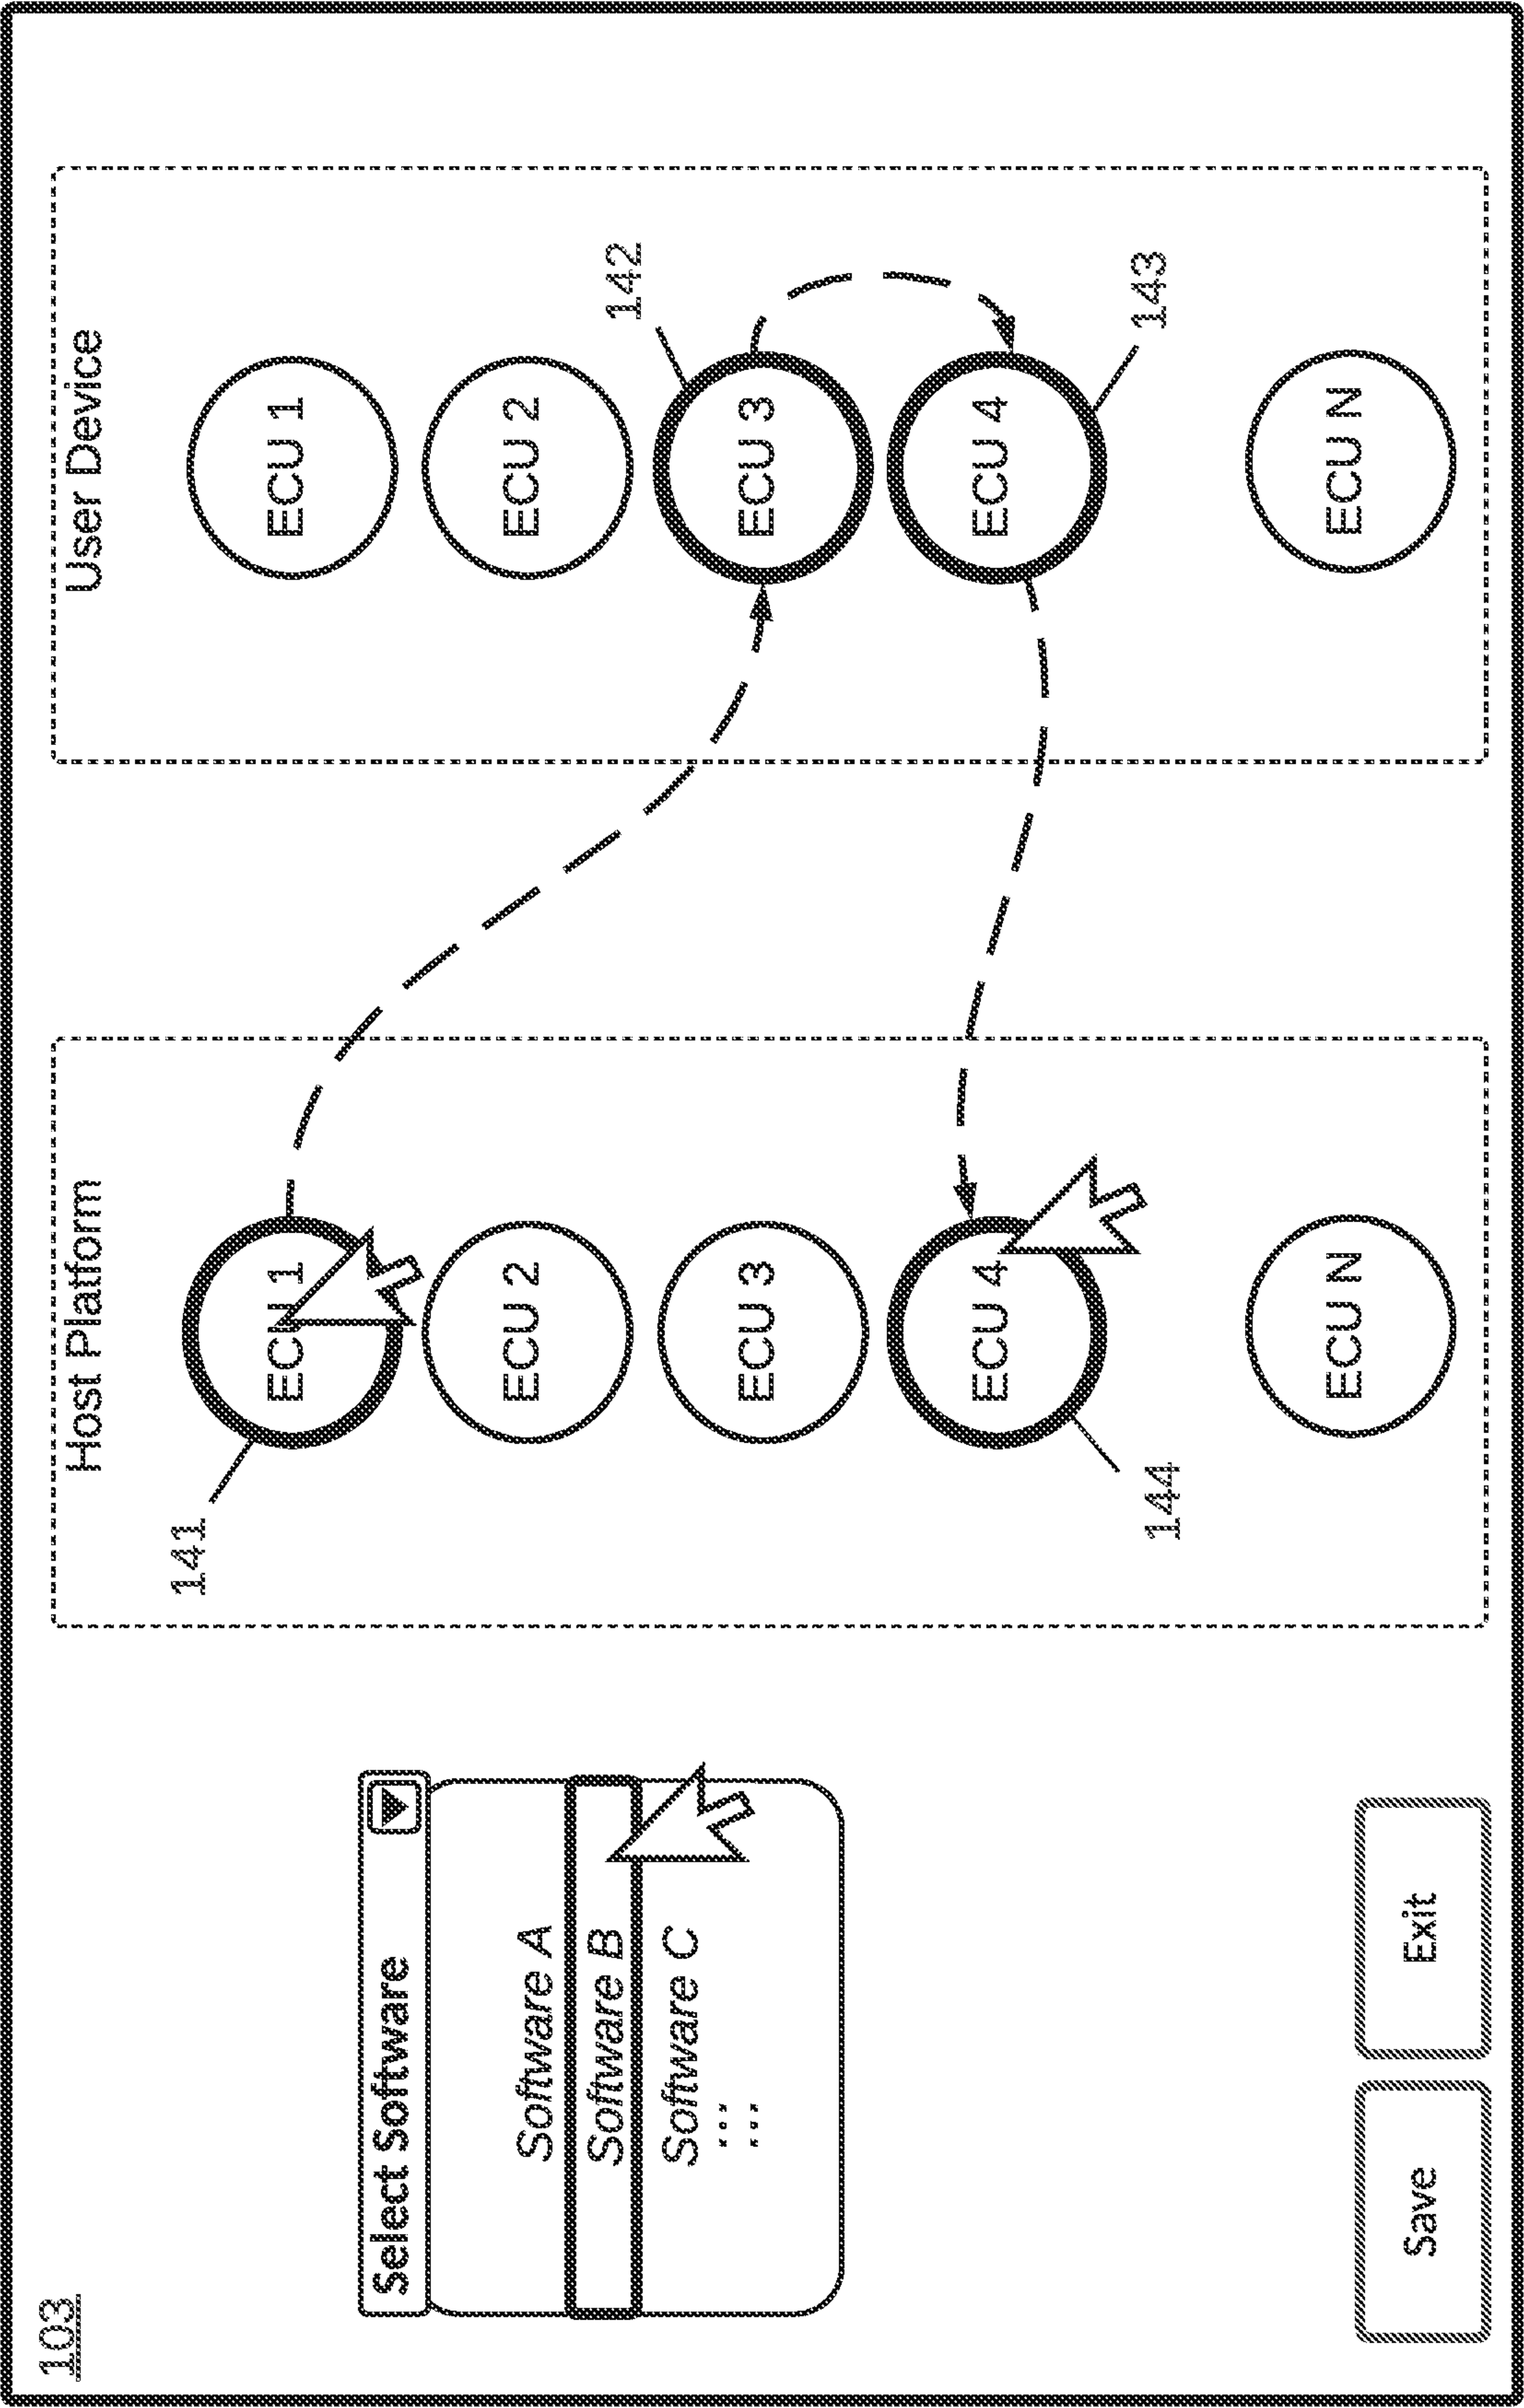 103
Select Software
Software A
Software B
Software C
...
...
Save
Exit
Host Platform
141
ECU 1
ECU 2
ECU 3
ECU 4
144
ECU N
User Device
ECU 1
ECU 2
142
ECU 3
ECU 4
143
ECU N